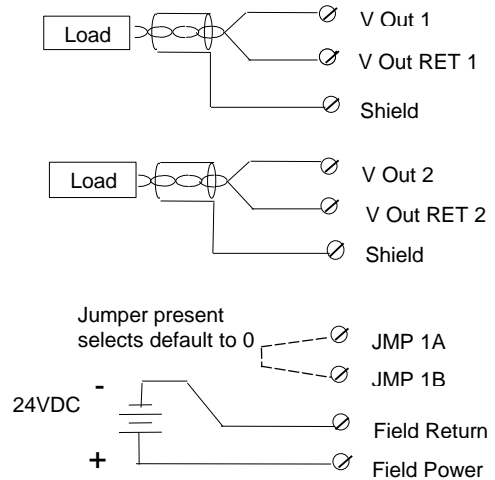 V Out 1
Load
V Out RET 1
Shield
V Out 2
Load
V Out RET 2
Shield
Jumper present
selects default to 0
JMP 1A
JMP 1B
-
24VDC
Field Return
+
Field Power